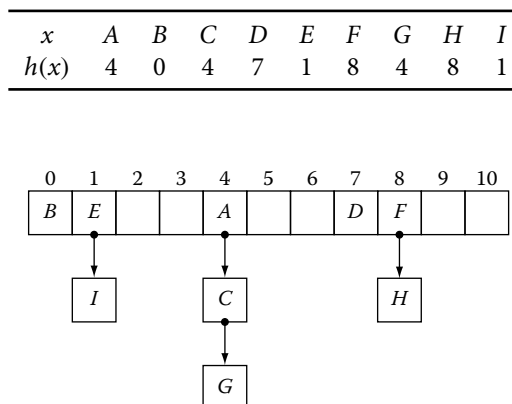 x A B C D E F G H I
h(x) 4 0 4 7 1 8 4 8 1
0 1 2 3 4 5 6 7 8 9 10
B E A D F
I C H
G